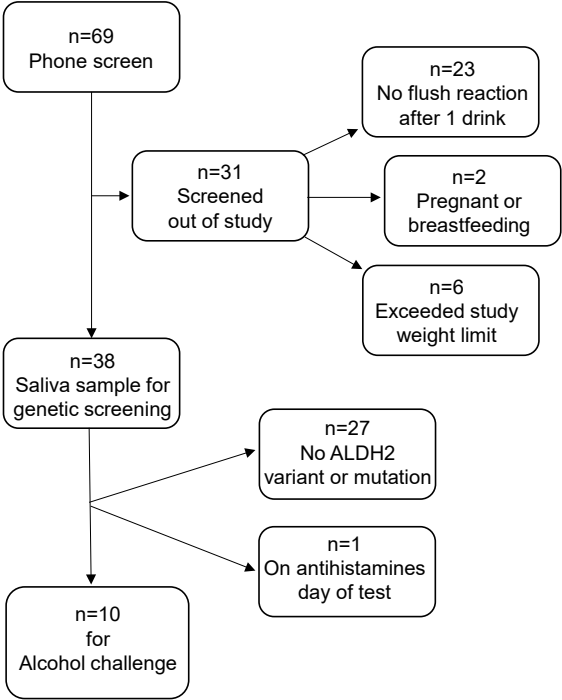 n=69
Phone screen
n=23
No flush reaction
after 1 drink
n=31
Screened
out of study
n=2
Pregnant or
breastfeeding
n=6
Exceeded study
weight limit
n=38
Saliva sample for
genetic screening
n=27
No ALDH2
variant or mutation
n=1
On antihistamines
day of test
n=10
for
Alcohol challenge